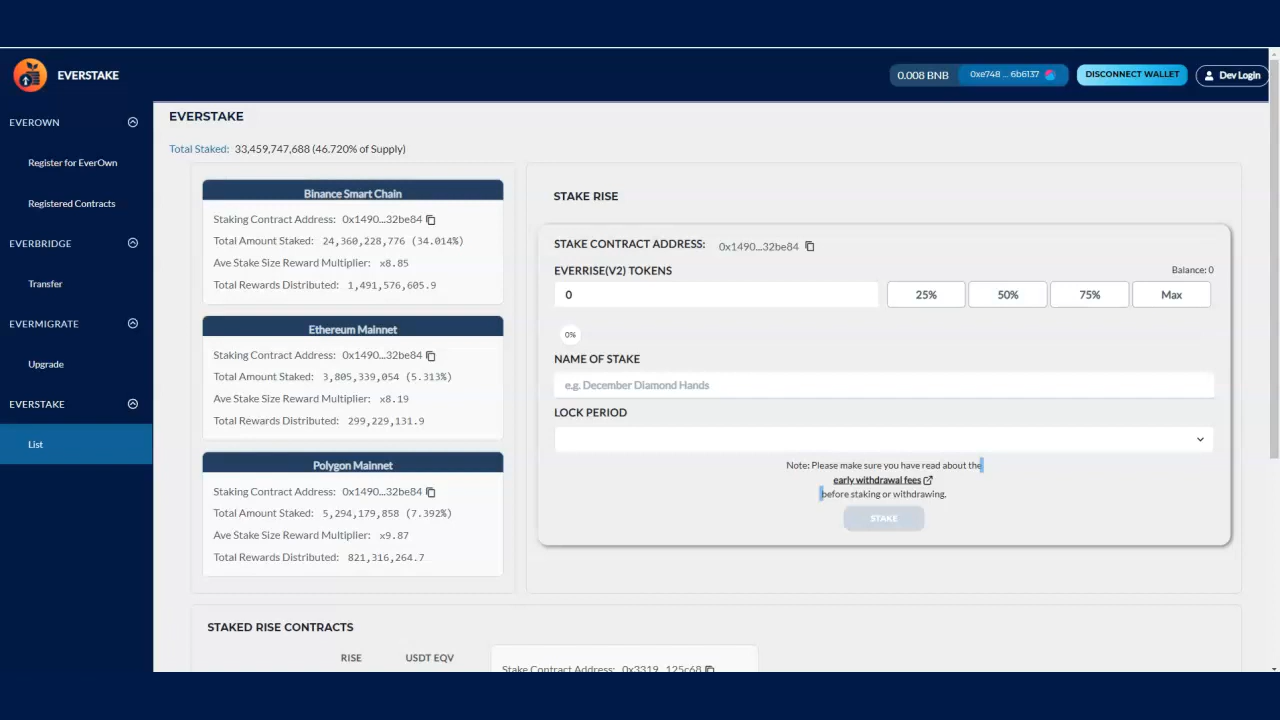 EVERSTAKE
0.008 BNB
0xe748 ... 6b6137
DISCONNECT WALLET
Dev Login
EVEROWN
Register for EverOwn
Registered Contracts
EVERBRIDGE
Transfer
EVERMIGRATE
Upgrade
EVERSTAKE
List
EVERSTAKE
Total Staked: 33,459,747,688 (46.720% of Supply)
Binance Smart Chain
Staking Contract Address: 0x1490...32be84
Total Amount Staked: 24,360,228,776 (34.014%)
Ave Stake Size Reward Multiplier: x8.85
Total Rewards Distributed: 1,491,576,605.9
Ethereum Mainnet
Staking Contract Address: 0x1490...32be84
Total Amount Staked: 3,805,339,054 (5.313%)
Ave Stake Size Reward Multiplier: x8.19
Total Rewards Distributed: 299,229,131.9
Polygon Mainnet
Staking Contract Address: 0x1490...32be84
Total Amount Staked: 5,294,179,858 (7.392%)
Ave Stake Size Reward Multiplier: x9.87
Total Rewards Distributed: 821,316,264.7
STAKE RISE
STAKE CONTRACT ADDRESS: 0x1490...32be84
EVERRISE(V2) TOKENS
Balance: 0
0
25%
50%
75%
Max
0%
NAME OF STAKE
e.g. December Diamond Hands
LOCK PERIOD
Note: Please make sure you have read about the
early withdrawal fees
before staking or withdrawing.
STAKE
STAKED RISE CONTRACTS
RISE
USDT EQV
Stake Contract Address: 0x3319...125c68